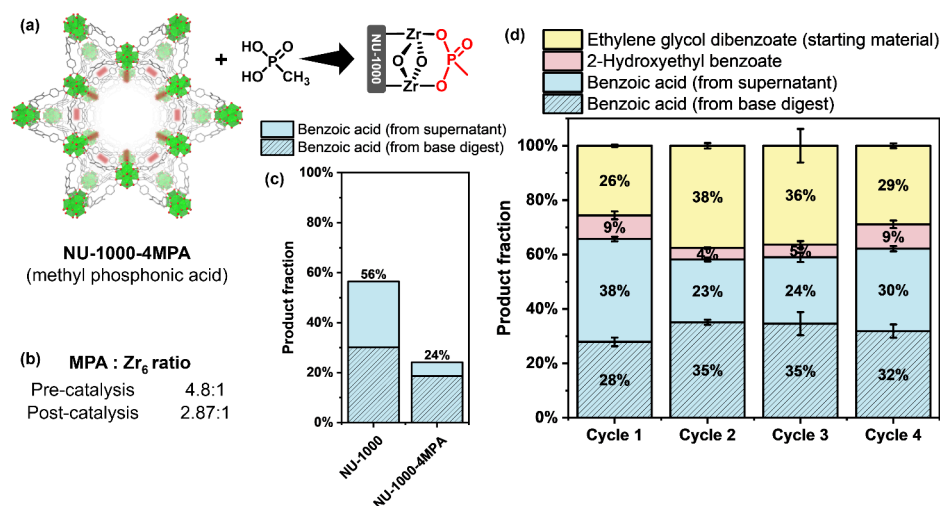 (a)
+
HO
O
P
HO
CH3
NU-1000
Zr
O
O
O
P
O
Zr
O
NU-1000-4MPA
(methyl phosphonic acid)
(b)
MPA : Zr6 ratio
Pre-catalysis 4.8:1
Post-catalysis 2.87:1
Benzoic acid (from supernatant)
Benzoic acid (from base digest)
(c)
Product fraction
100%
80%
60%
40%
20%
0%
56%
24%
NU-1000
NU-1000-4MPA
(d)
Ethylene glycol dibenzoate (starting material)
2-Hydroxyethyl benzoate
Benzoic acid (from supernatant)
Benzoic acid (from base digest)
Product fraction
100%
80%
60%
40%
20%
0%
26% 38% 36% 29%
9% 4% 5% 9%
38% 23% 24% 30%
28% 35% 35% 32%
Cycle 1 Cycle 2 Cycle 3 Cycle 4